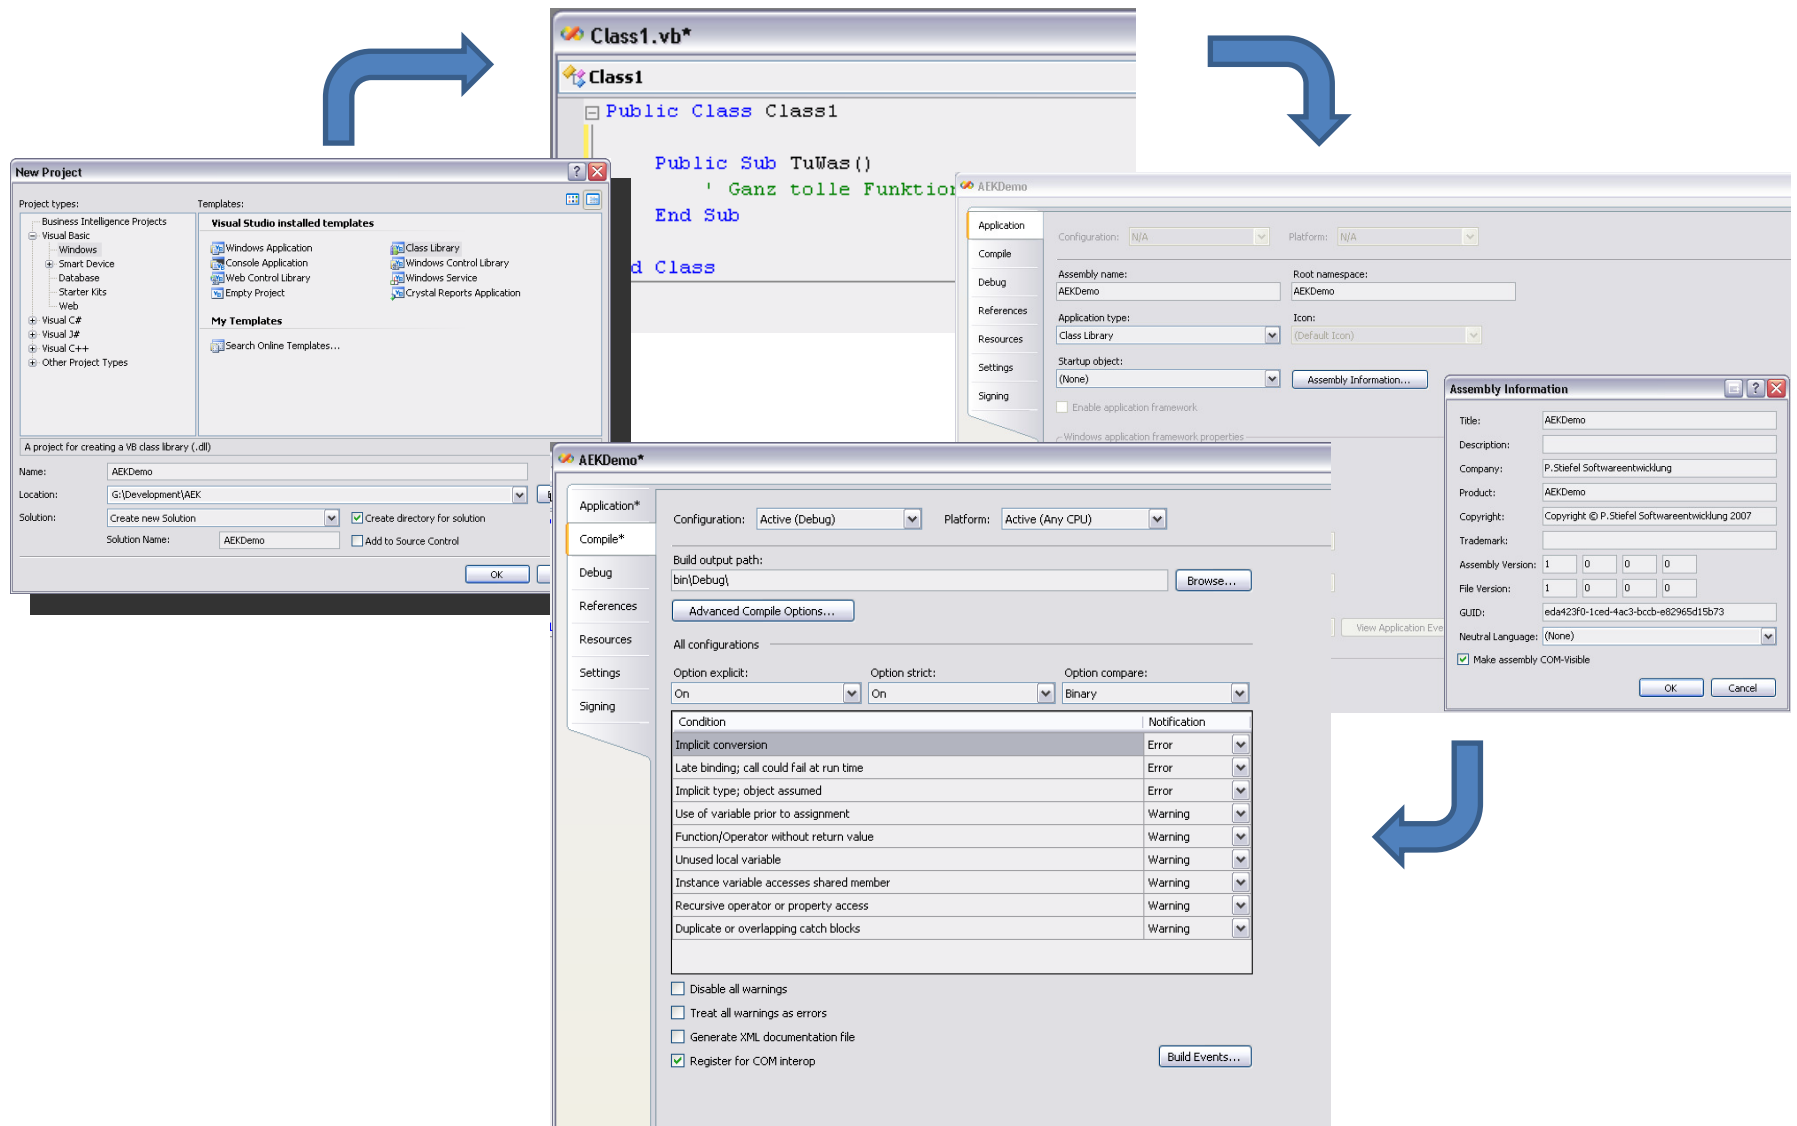 New Project
Project types:
Templates:
Business Intelligence Projects
Visual Basic
Windows
Smart Device
Database
Starter Kits
Web
Visual C#
Visual J#
Visual C++
Other Project Types
Visual Studio installed templates
Windows Application
Class Library
Console Application
Windows Control Library
Web Control Library
Windows Service
Empty Project
Crystal Reports Application
My Templates
Search Online Templates...
A project for creating a VB class library (.dll)
Name:
AEKDemo
Location:
G:\Development\AEK
Solution:
Create new Solution
Create directory for solution
Solution Name:
AEKDemo
Add to Source Control
OK
Class1.vb*
Class1
Public Class Class1
Public Sub TuWas()
' Ganz tolle Funktion
End Sub
d Class
AEKDemo
Application
Compile
Debug
References
Resources
Settings
Signing
Configuration:
N/A
Platform:
N/A
Assembly name:
Root namespace:
AEKDemo
AEKDemo
Application type:
Icon:
Class Library
(Default Icon)
Startup object:
(None)
Assembly Information...
Enable application framework
Windows application framework properties
View Application Eve
Assembly Information
Title:
AEKDemo
Description:
Company:
P.Stiefel Softwareentwicklung
Product:
AEKDemo
Copyright:
Copyright © P.Stiefel Softwareentwicklung 2007
Trademark:
Assembly Version:
1 0 0 0
File Version:
1 0 0 0
GUID:
eda423f0-1ced-4ac3-bccb-e82965d15b73
Neutral Language:
(None)
Make assembly COM-Visible
OK
Cancel
AEKDemo*
Application*
Compile*
Debug
References
Resources
Settings
Signing
Configuration:
Active (Debug)
Platform:
Active (Any CPU)
Build output path:
bin\Debug\
Browse...
Advanced Compile Options...
All configurations
Option explicit:
Option strict:
Option compare:
On
On
Binary
Condition
Notification
Implicit conversion
Error
Late binding; call could fail at run time
Error
Implicit type; object assumed
Error
Use of variable prior to assignment
Warning
Function/Operator without return value
Warning
Unused local variable
Warning
Instance variable accesses shared member
Warning
Recursive operator or property access
Warning
Duplicate or overlapping catch blocks
Warning
Disable all warnings
Treat all warnings as errors
Generate XML documentation file
Register for COM interop
Build Events...